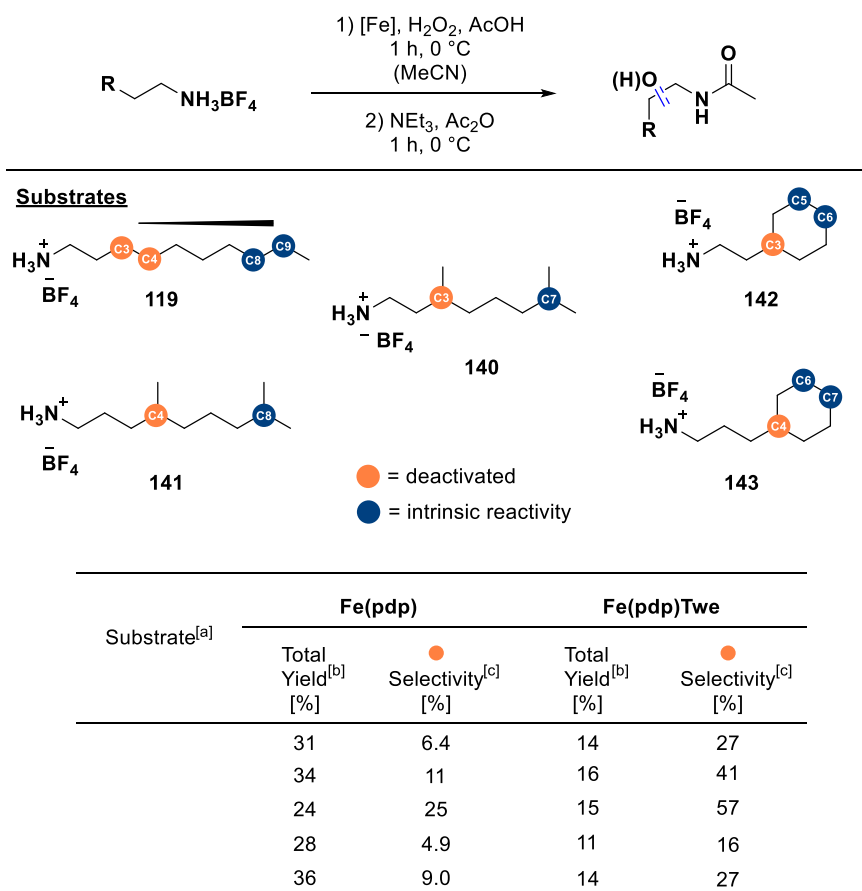 1) [Fe], H2O2, AcOH
1 h, 0 °C
(MeCN)
2) NEt3, Ac2O
1 h, 0 °C
R
NH3BF4
(H)O
O
N
H
R
Substrates
H3N+
C3
C4
C8
C9
BF4−
119
H3N+
C3
C7
− BF4
140
BF4−
H3N+
C3
C5
C6
142
H3N+
C4
C8
BF4−
141
BF4−
H3N+
C4
C6
C7
143
= deactivated
= intrinsic reactivity
Fe(pdp) Fe(pdp)Twe
Substrate[a]
Total Yield[b] [%] Selectivity[c] [%] Total Yield[b] [%] Selectivity[c] [%]
31 6.4 14 27
34 11 16 41
24 25 15 57
28 4.9 11 16
36 9.0 14 27